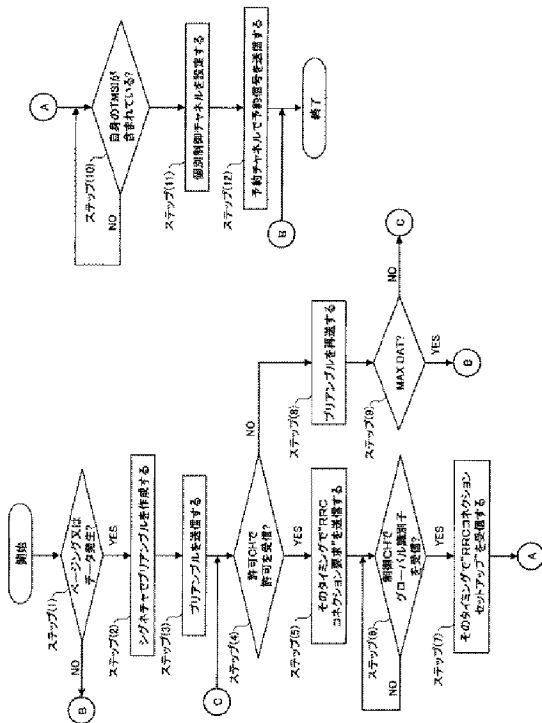 開始
ステップ(1)
ページング又は
データ発生?
NO
B
YES
ステップ(2)
シグネチャでプリアンブルを作成する
ステップ(3)
プリアンブルを送信する
C
ステップ(4)
許可CHで
許可を受信?
NO
YES
ステップ(5)
そのタイミングで"RRC
コネクション要求"を送信する
ステップ(6)
制御CHで
グローバル識別子
を受信?
NO
YES
ステップ(7)
そのタイミングで"RRCコネクション
セットアップ"を受信する
A
ステップ(8)
プリアンブルを再送する
ステップ(9)
MAX DAT?
NO
C
YES
B
A
ステップ(10)
自身のTMSIが
含まれている?
NO
ステップ(11)
個別制御チャネルを設定する
ステップ(12)
予約チャネルで予約信号を送信する
B
終了